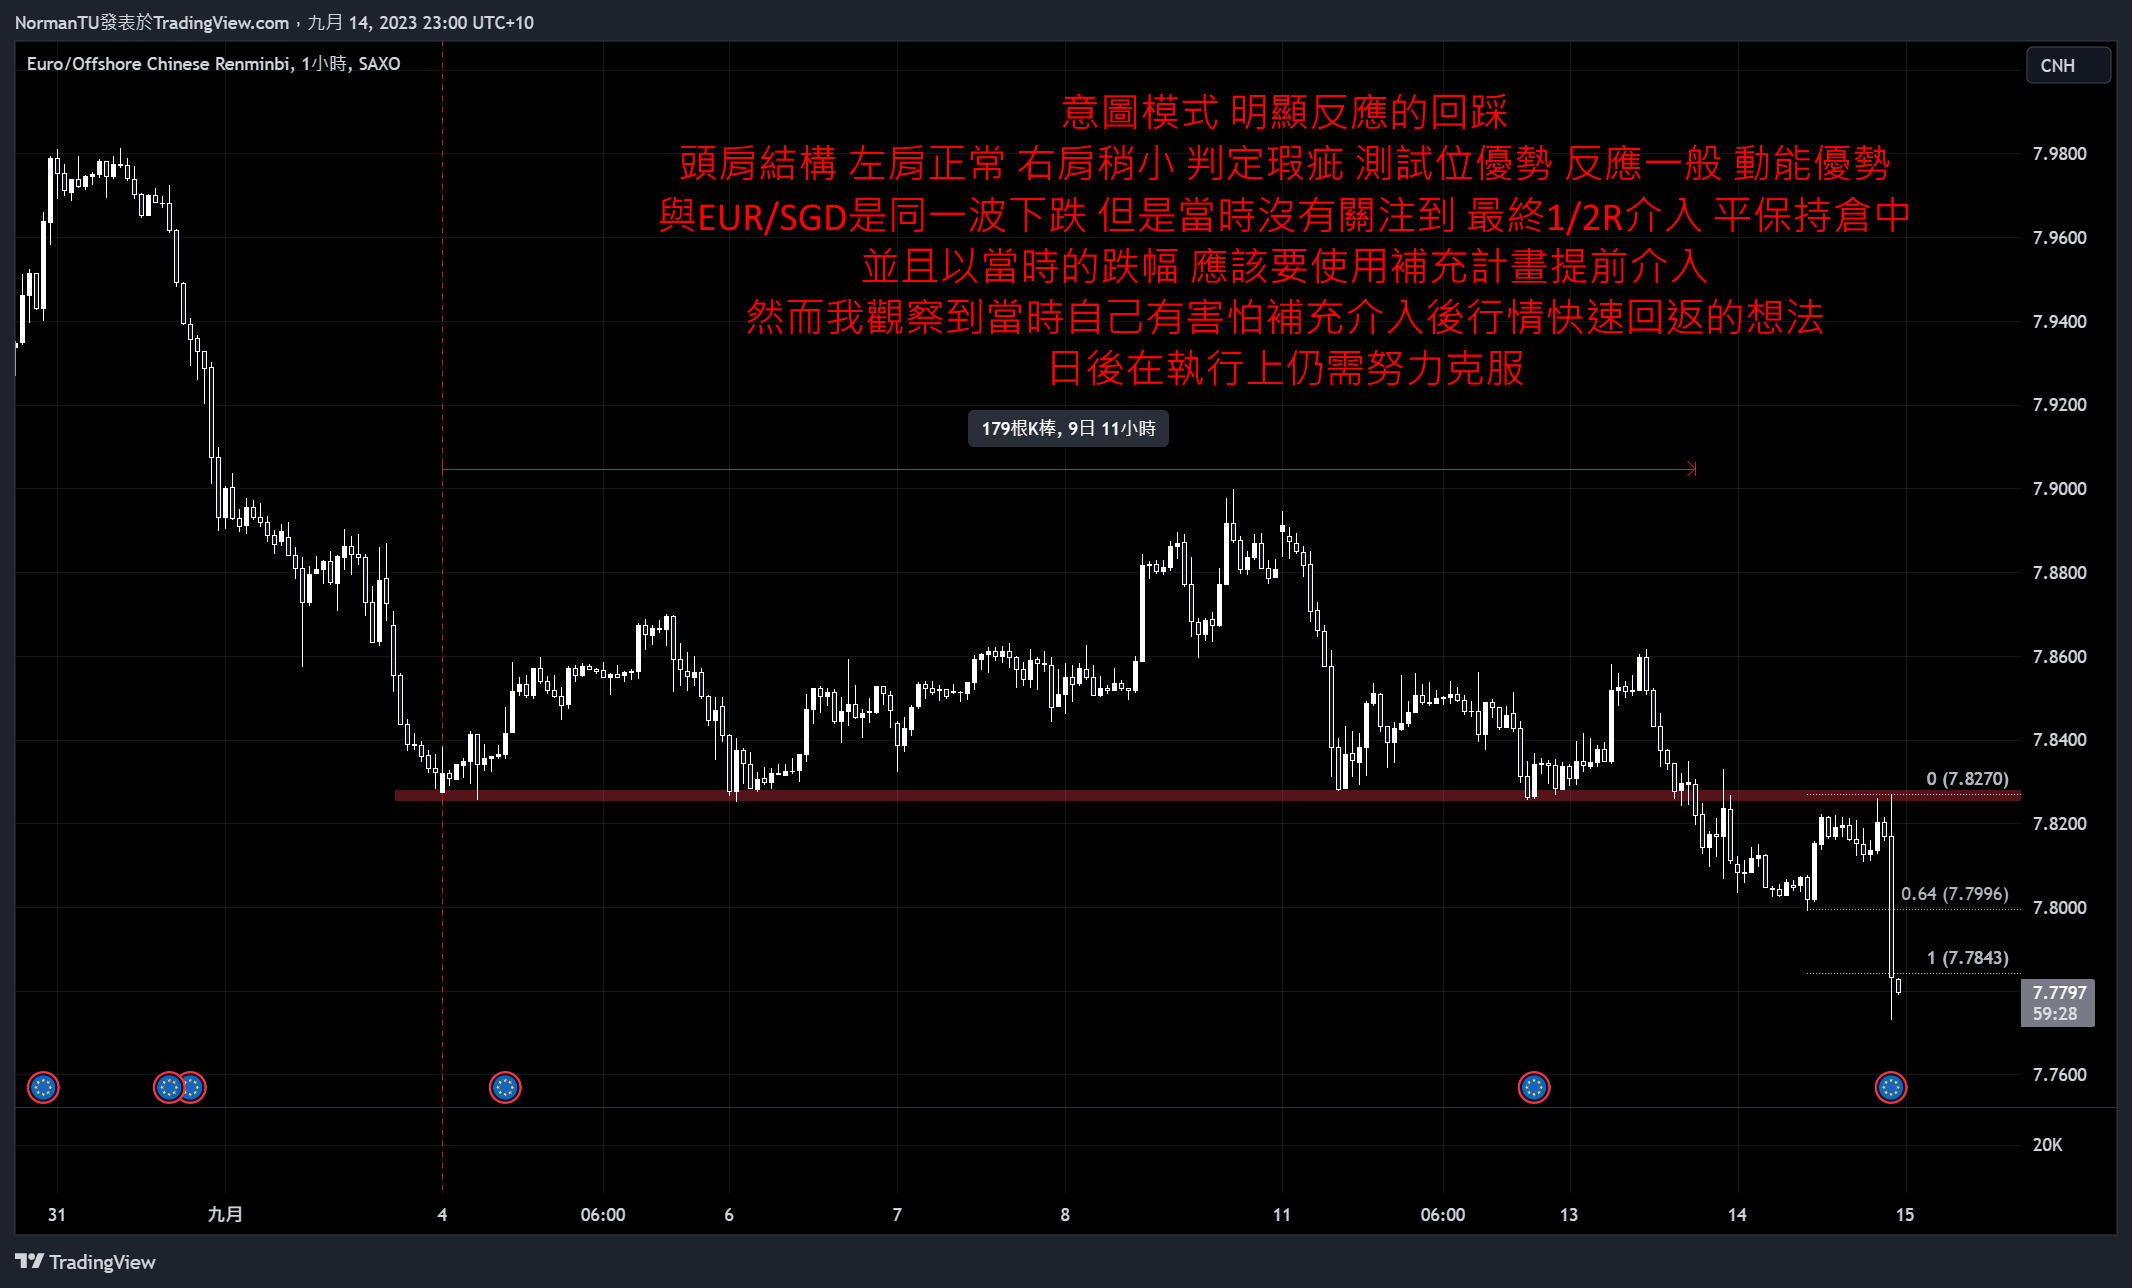 NormanTU發表於TradingView.com，九月 14, 2023 23:00 UTC+10
Euro/Offshore Chinese Renminbi, 1小時, SAXO
CNH
意圖模式 明顯反應的回踩
頭肩結構 左肩正常 右肩稍小 判定瑕疵 測試位優勢 反應一般 動能優勢
與EUR/SGD是同一波下跌 但是當時沒有關注到 最終1/2R介入 平保持倉中
並且以當時的跌幅 應該要使用補充計畫提前介入
然而我觀察到當時自己有害怕補充介入後行情快速回返的想法
日後在執行上仍需努力克服
179根K棒, 9日 11小時
7.9800
7.9600
7.9400
7.9200
7.9000
7.8800
7.8600
7.8400
0 (7.8270)
7.8200
0.64 (7.7996)
7.8000
1 (7.7843)
7.7797
59:28
7.7600
20K
31 九月 4 06:00 6 7 8 11 06:00 13 14 15
TradingView